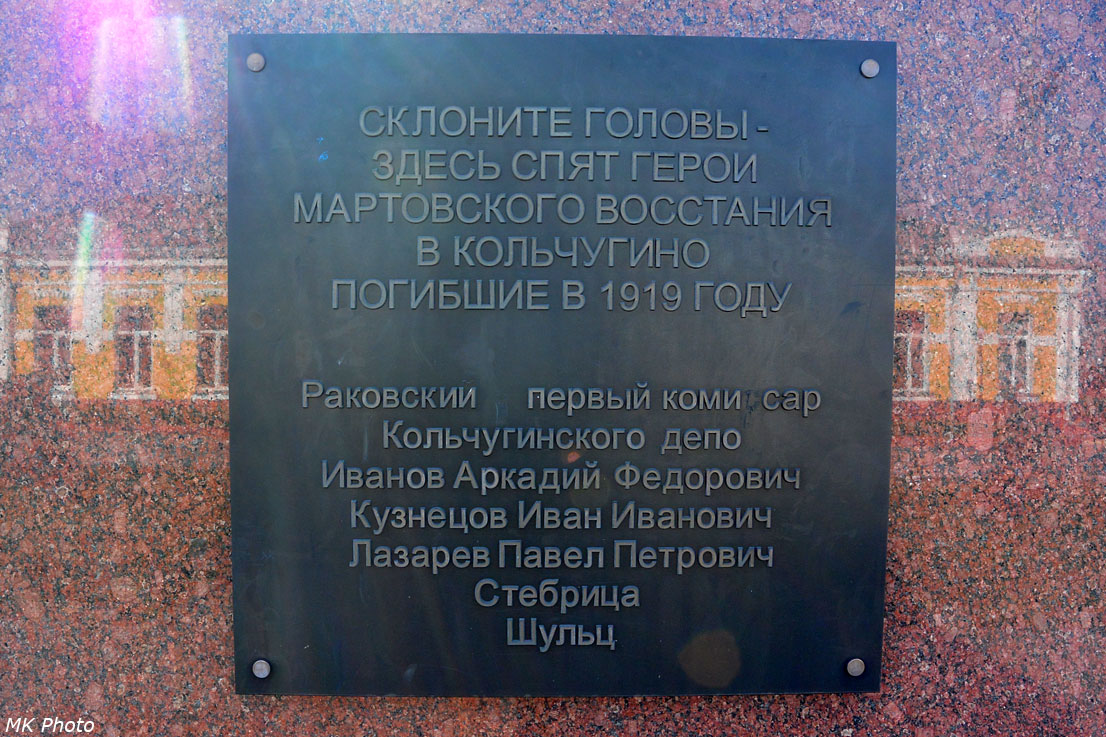 СКЛОНИТЕ ГОЛОВЫ -
ЗДЕСЬ СПЯТ ГЕРОИ
МАРТОВСКОГО ВОССТАНИЯ
В КОЛЬЧУГИНО
ПОГИБШИЕ В 1919 ГОДУ
Раковский первый коми сар
Кольчугинского депо
Иванов Аркадий Федорович
Кузнецов Иван Иванович
Лазарев Павел Петрович
Стебрица
Шульц
MK Photo